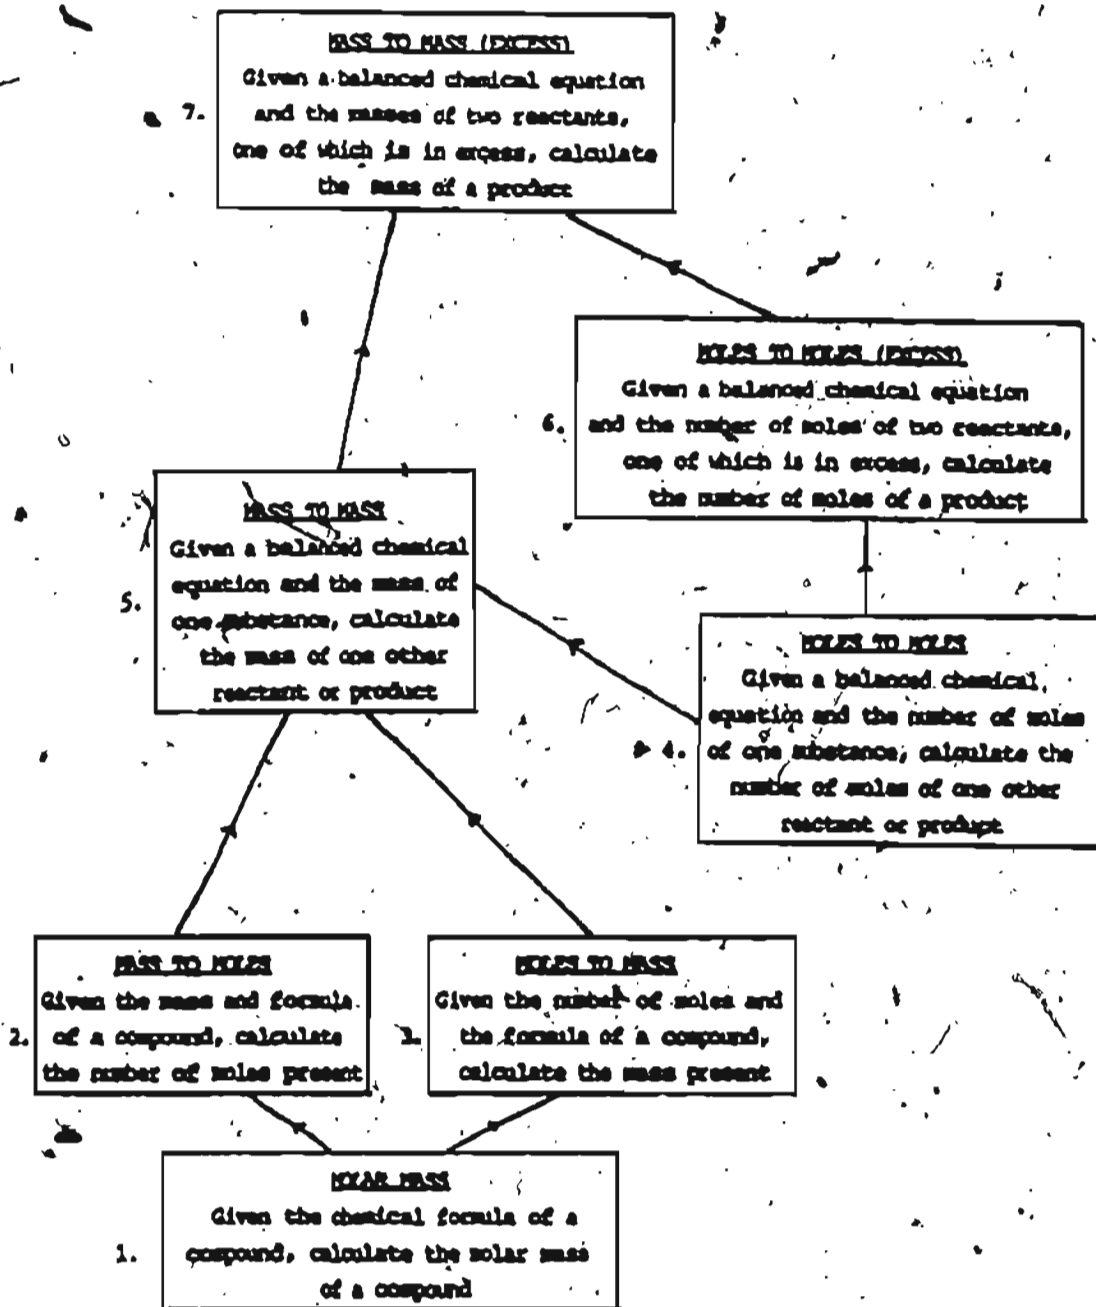 MASS TO MASS (EXCESS)
Given a balanced chemical equation
7. and the masses of two reactants,
one of which is in excess, calculate
the mass of a product
MOLES TO MOLES (EXCESS)
Given a balanced chemical equation
6. and the number of moles of two reactants,
one of which is in excess, calculate
the number of moles of a product
MASS TO MASS
Given a balanced chemical
equation and the mass of
5. one substance, calculate
the mass of one other
reactant or product
MOLES TO MOLES
Given a balanced chemical
equation and the number of moles
4. of one substance, calculate the
number of moles of one other
reactant or product
MASS TO MOLES
Given the mass and formula
2. of a compound, calculate
the number of moles present
MOLES TO MASS
Given the number of moles and
3. the formula of a compound,
calculate the mass present
MOLAR MASS
Given the chemical formula of a
1. compound, calculate the molar mass
of a compound